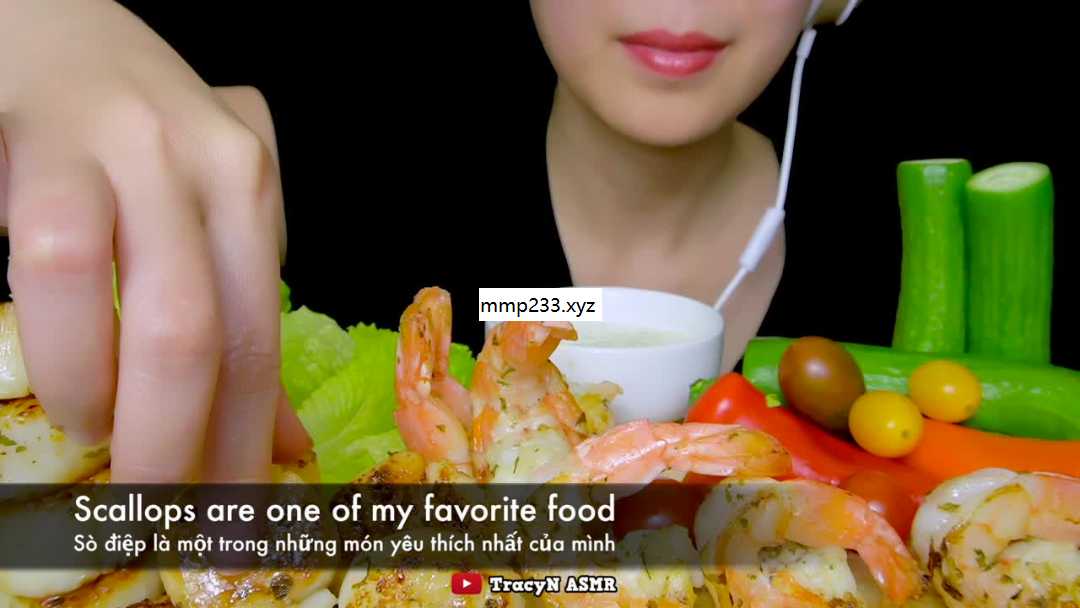 mmp233.xyz
Scallops are one of my favorite food
Sò điệp là một trong những món yêu thích nhất của mình
TracyN ASMR